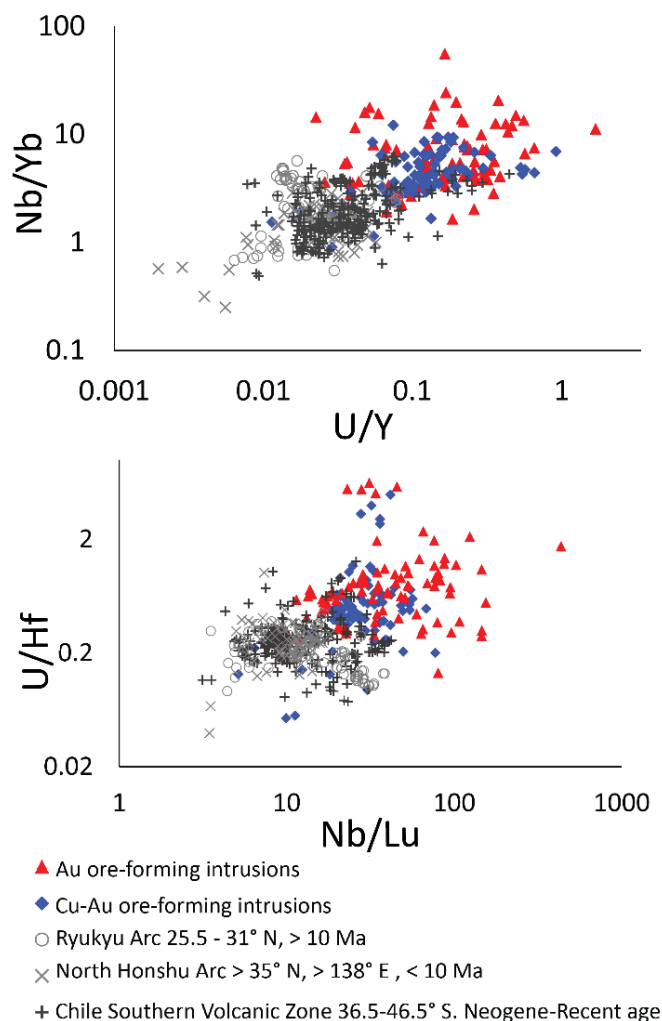 100
10
1
0.1
Nb/Yb
0.001 0.01 0.1 1
U/Y
2
0.2
0.02
U/Hf
1 10 100 1000
Nb/Lu
Au ore-forming intrusions
Cu-Au ore-forming intrusions
Ryukyu Arc 25.5 - 31° N, > 10 Ma
North Honshu Arc > 35° N, > 138° E , < 10 Ma
Chile Southern Volcanic Zone 36.5-46.5° S. Neogene-Recent age